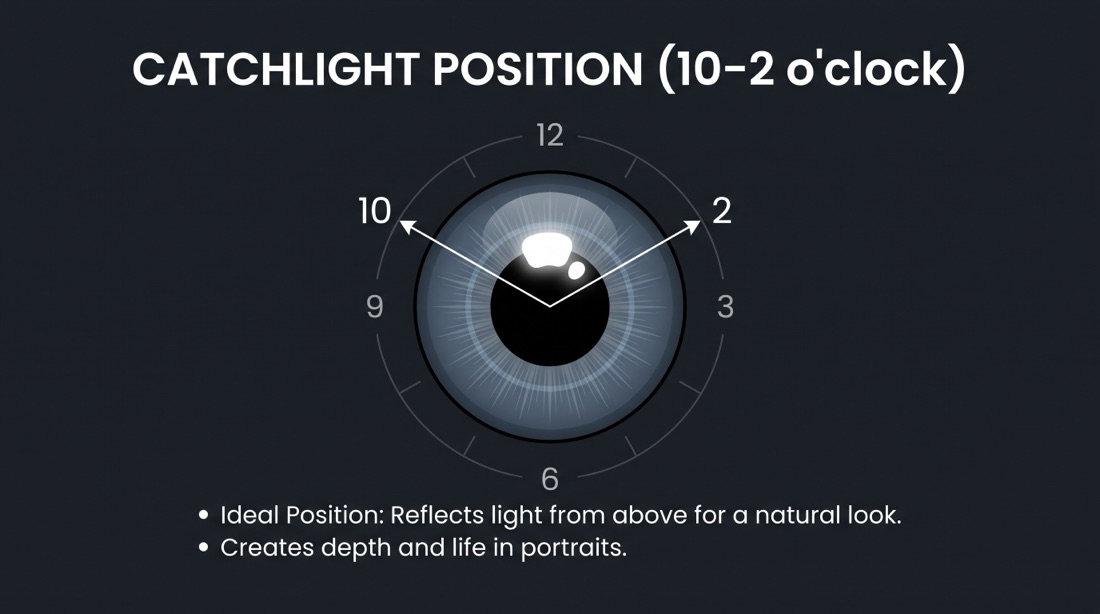 CATCHLIGHT POSITION (10-2 o'clock)
12
10
2
9
3
6
• Ideal Position: Reflects light from above for a natural look.
• Creates depth and life in portraits.